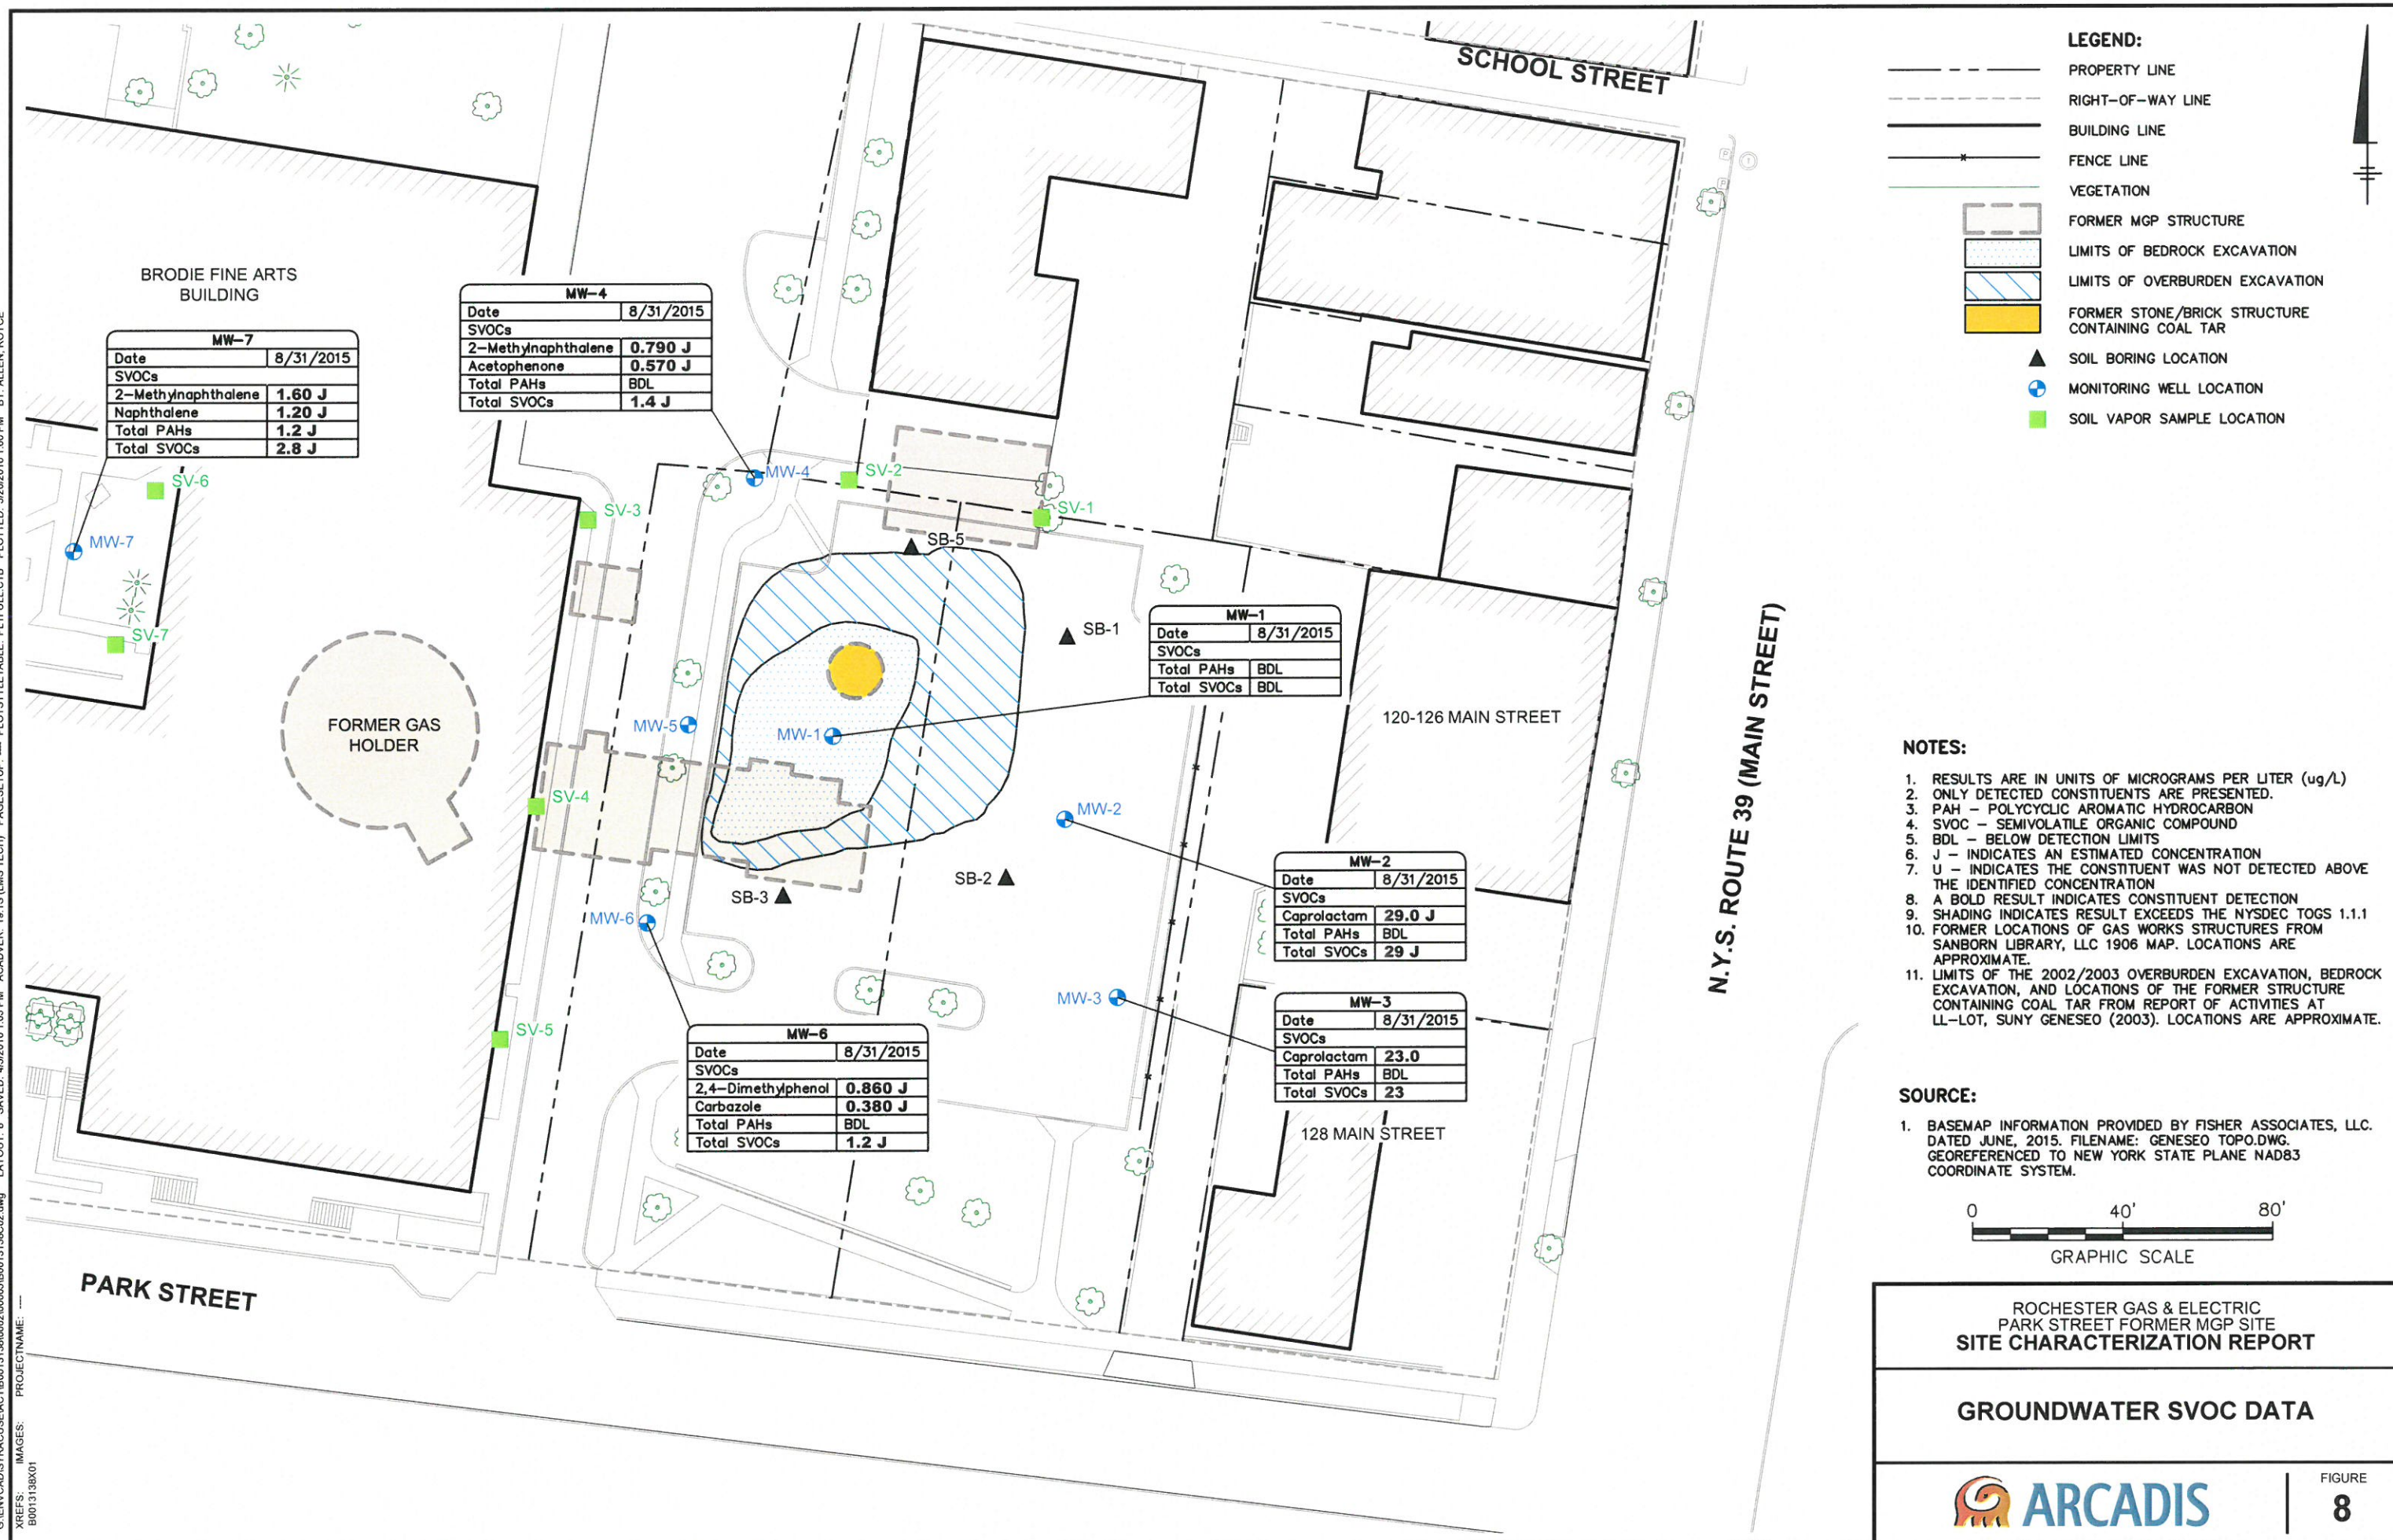 SCHOOL STREET
LEGEND:
PROPERTY LINE
RIGHT-OF-WAY LINE
BUILDING LINE
FENCE LINE
VEGETATION
FORMER MGP STRUCTURE
LIMITS OF BEDROCK EXCAVATION
LIMITS OF OVERBURDEN EXCAVATION
FORMER STONE/BRICK STRUCTURE
CONTAINING COAL TAR
SOIL BORING LOCATION
MONITORING WELL LOCATION
SOIL VAPOR SAMPLE LOCATION
BRODIE FINE ARTS
BUILDING
MW-7
Date 8/31/2015
SVOCs
2-Methylnaphthalene 1.60 J
Naphthalene 1.20 J
Total PAHs 1.2 J
Total SVOCs 2.8 J
MW-4
Date 8/31/2015
SVOCs
2-Methylnaphthalene 0.790 J
Acetophenone 0.570 J
Total PAHs BDL
Total SVOCs 1.4 J
MW-4
SV-2
SV-1
SV-6
SV-3
MW-7
SB-5
SV-7
SB-1
MW-1
Date 8/31/2015
SVOCs
Total PAHs BDL
Total SVOCs BDL
FORMER GAS
HOLDER
MW-5
MW-1
120-126 MAIN STREET
SV-4
MW-2
SB-2
SB-3
MW-6
MW-2
Date 8/31/2015
SVOCs
Caprolactam 29.0 J
Total PAHs BDL
Total SVOCs 29 J
MW-3
SV-5
MW-3
Date 8/31/2015
SVOCs
Caprolactam 23.0
Total PAHs BDL
Total SVOCs 23
MW-6
Date 8/31/2015
SVOCs
2,4-Dimethylphenol 0.860 J
Carbazole 0.380 J
Total PAHs BDL
Total SVOCs 1.2 J
128 MAIN STREET
N.Y.S. ROUTE 39 (MAIN STREET)
PARK STREET
NOTES:
1. RESULTS ARE IN UNITS OF MICROGRAMS PER LITER (ug/L)
2. ONLY DETECTED CONSTITUENTS ARE PRESENTED.
3. PAH - POLYCYCLIC AROMATIC HYDROCARBON
4. SVOC - SEMIVOLATILE ORGANIC COMPOUND
5. BDL - BELOW DETECTION LIMITS
6. J - INDICATES AN ESTIMATED CONCENTRATION
7. U - INDICATES THE CONSTITUENT WAS NOT DETECTED ABOVE
THE IDENTIFIED CONCENTRATION
8. A BOLD RESULT INDICATES CONSTITUENT DETECTION
9. SHADING INDICATES RESULT EXCEEDS THE NYSDEC TOGS 1.1.1
10. FORMER LOCATIONS OF GAS WORKS STRUCTURES FROM
SANBORN LIBRARY, LLC 1906 MAP. LOCATIONS ARE
APPROXIMATE.
11. LIMITS OF THE 2002/2003 OVERBURDEN EXCAVATION, BEDROCK
EXCAVATION, AND LOCATIONS OF THE FORMER STRUCTURE
CONTAINING COAL TAR FROM REPORT OF ACTIVITIES AT
LL-LOT, SUNY GENESEO (2003). LOCATIONS ARE APPROXIMATE.
SOURCE:
1. BASEMAP INFORMATION PROVIDED BY FISHER ASSOCIATES, LLC.
DATED JUNE, 2015. FILENAME: GENESEO TOPO.DWG.
GEOREFERENCED TO NEW YORK STATE PLANE NAD83
COORDINATE SYSTEM.
0 40' 80'
GRAPHIC SCALE
ROCHESTER GAS & ELECTRIC
PARK STREET FORMER MGP SITE
SITE CHARACTERIZATION REPORT
GROUNDWATER SVOC DATA
ARCADIS
FIGURE
8
XREFS: IMAGES: PROJECTNAME: ----
B0013138X01